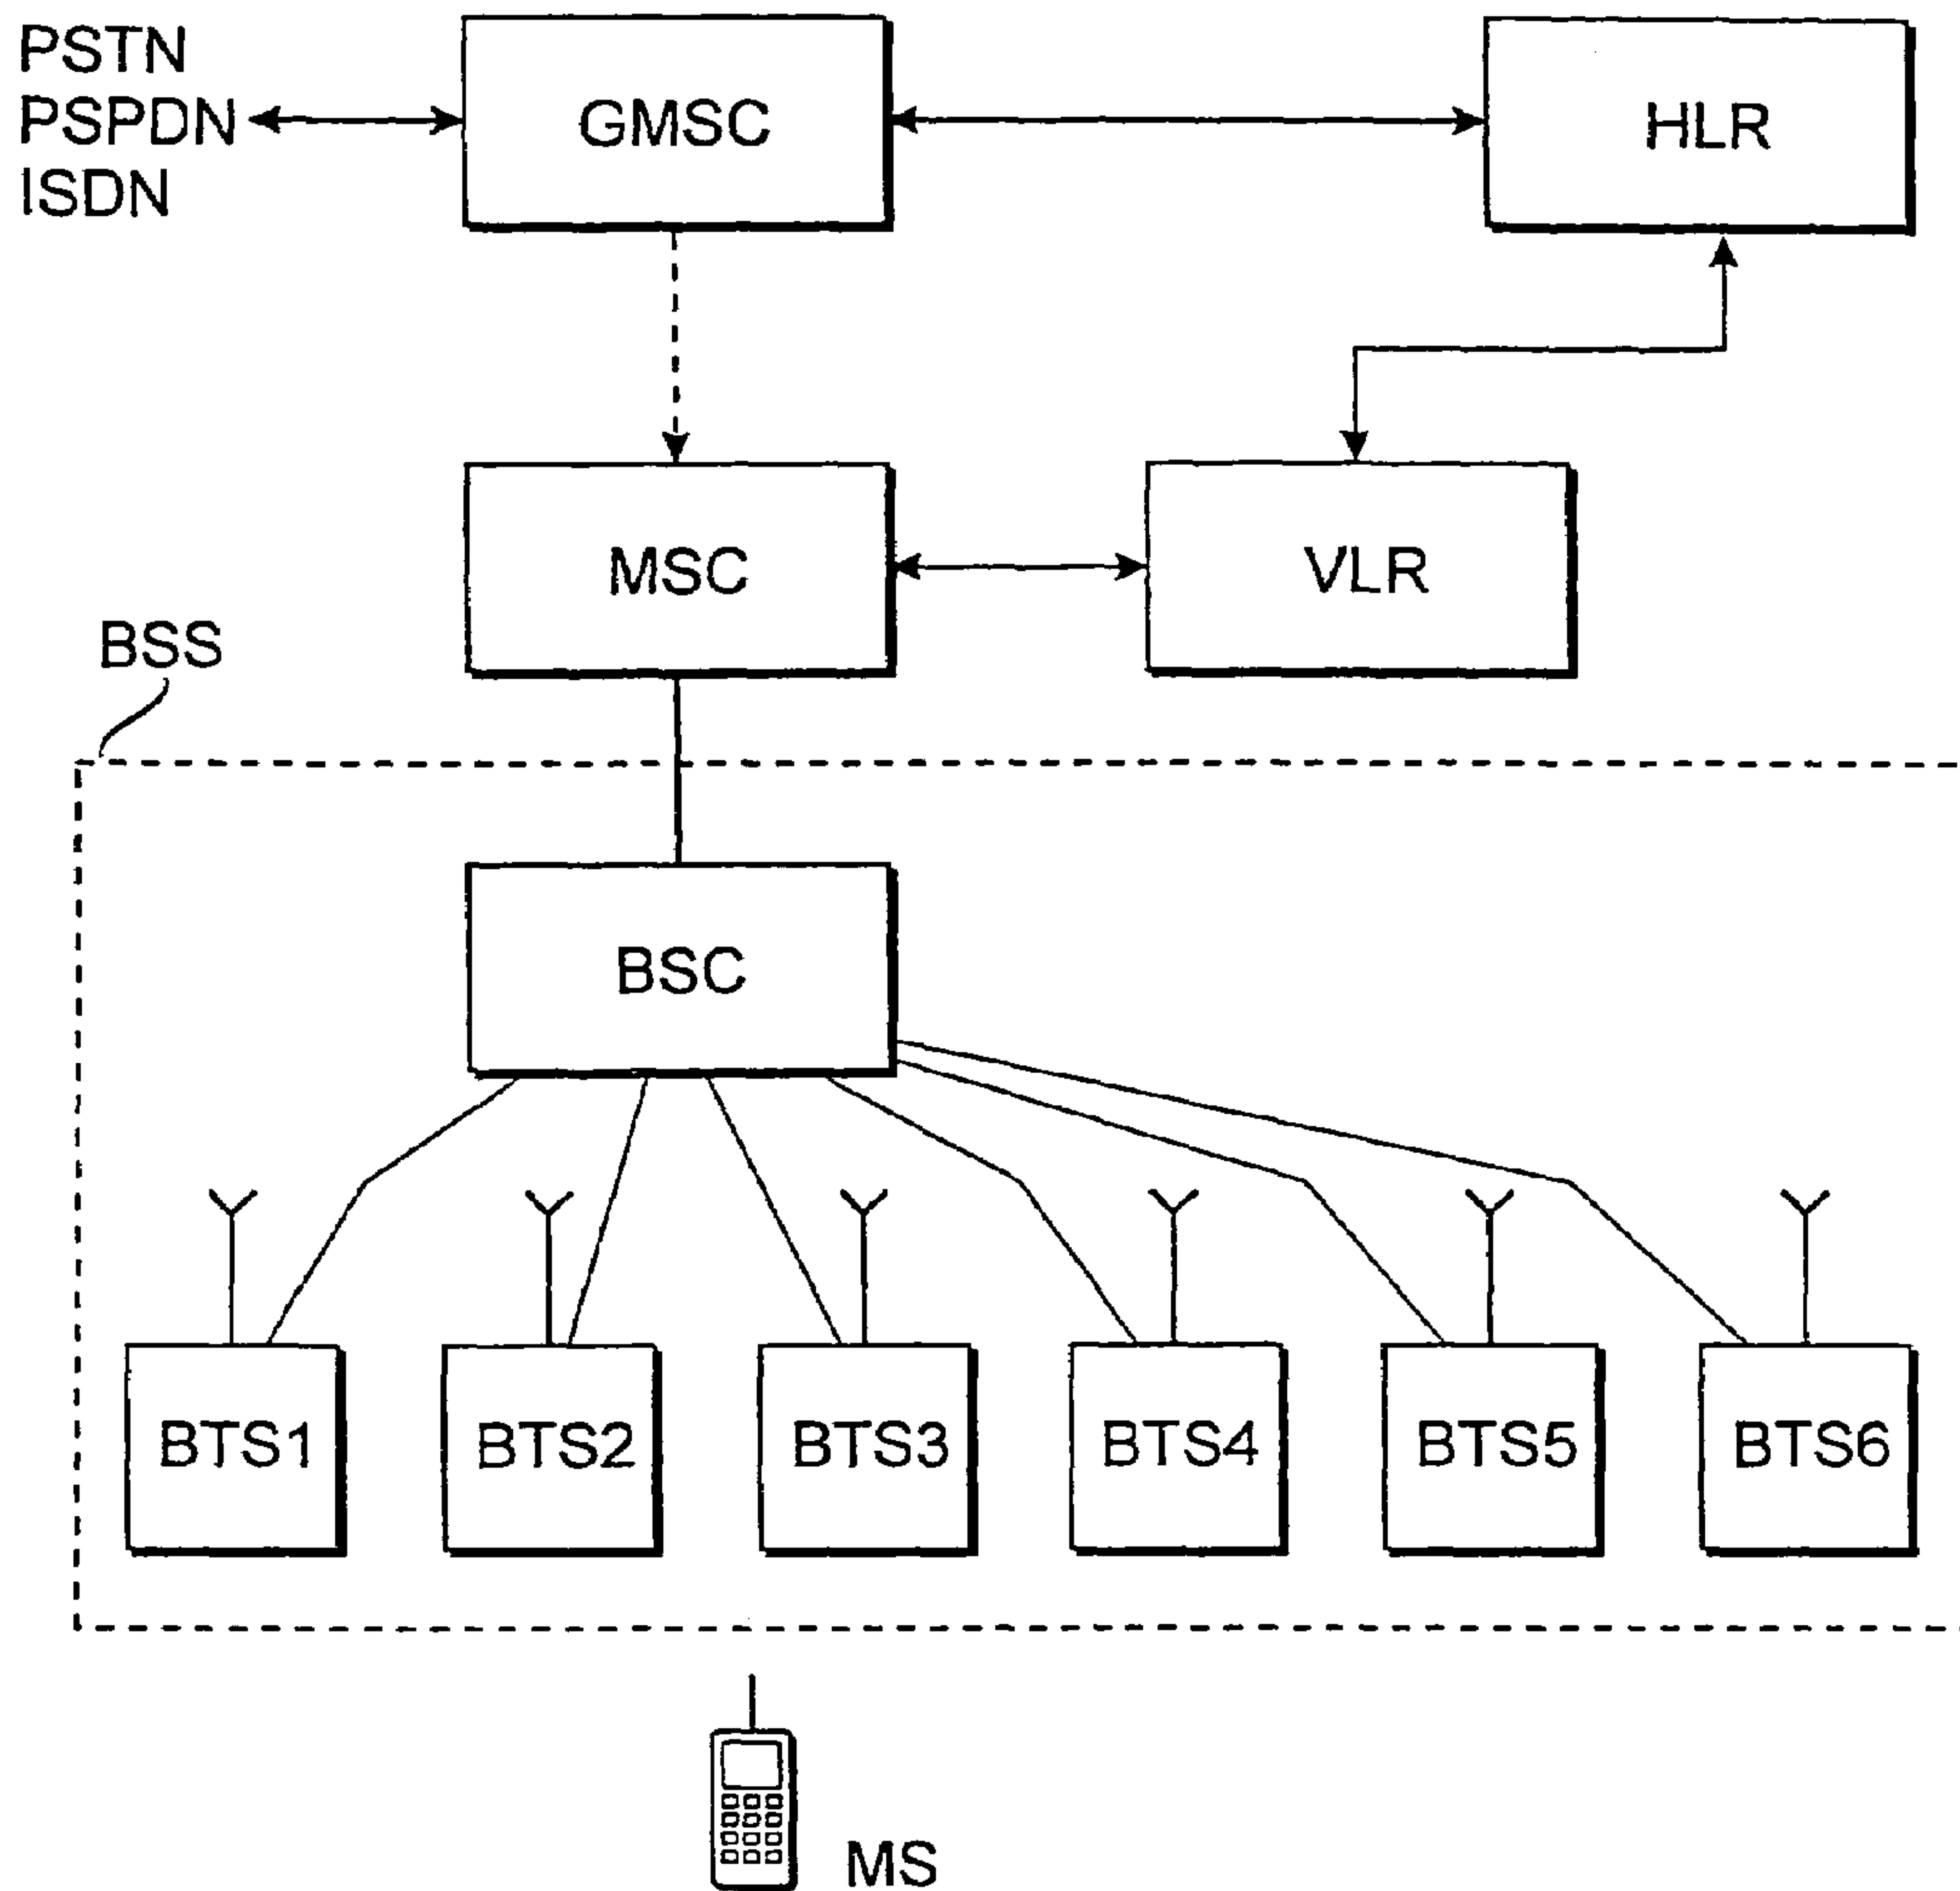 PSTN
PSPDN
ISDN
GMSC
HLR
MSC
VLR
BSS
BSC
BTS1
BTS2
BTS3
BTS4
BTS5
BTS6
MS